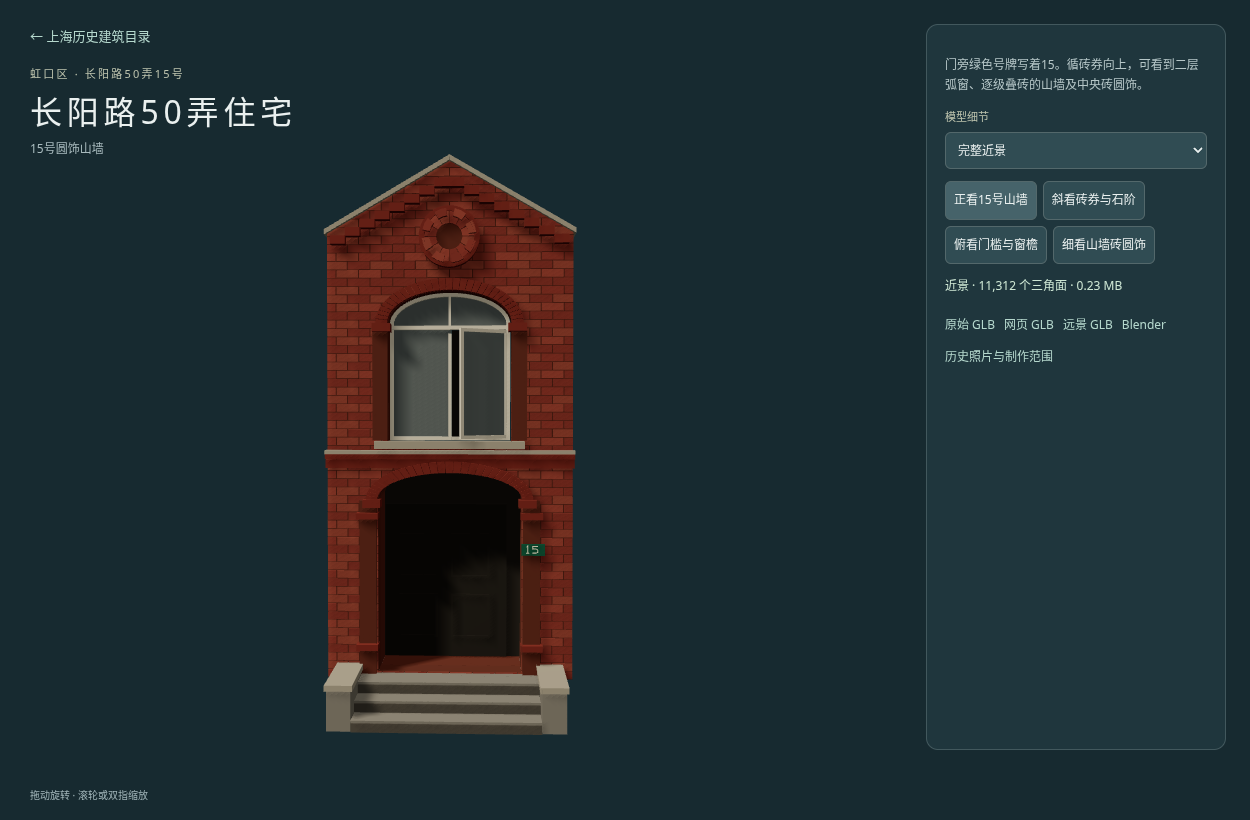 ← 上海历史建筑目录
虹口区 · 长阳路50弄15号
长阳路50弄住宅
15号圆饰山墙
15
门旁绿色号牌写着15。循砖券向上，可看到二层
弧窗、逐级叠砖的山墙及中央砖圆饰。
模型细节
完整近景
正看15号山墙
斜看砖券与石阶
俯看门槛与窗檐
细看山墙砖圆饰
近景 · 11,312 个三角面 · 0.23 MB
原始 GLB 网页 GLB 远景 GLB Blender
历史照片与制作范围
拖动旋转 · 滚轮或双指缩放